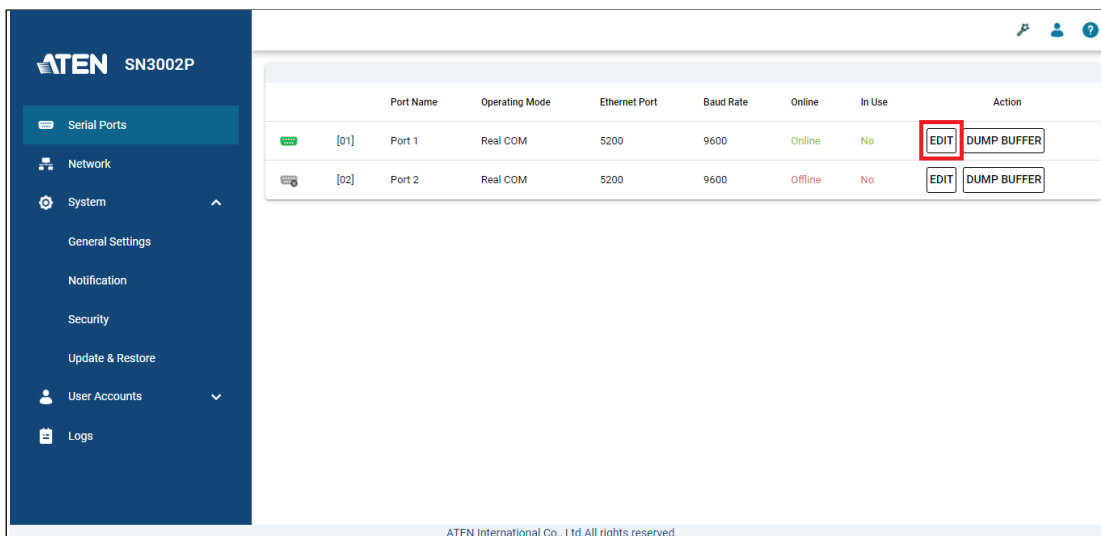 ATEN SN3002P
?
Serial Ports
Network
System
General Settings
Notification
Security
Update & Restore
User Accounts
Logs
Port Name Operating Mode Ethernet Port Baud Rate Online In Use Action
[01] Port 1 Real COM 5200 9600 Online No EDIT DUMP BUFFER
[02] Port 2 Real COM 5200 9600 Offline No EDIT DUMP BUFFER
ATEN International Co., Ltd.All rights reserved.